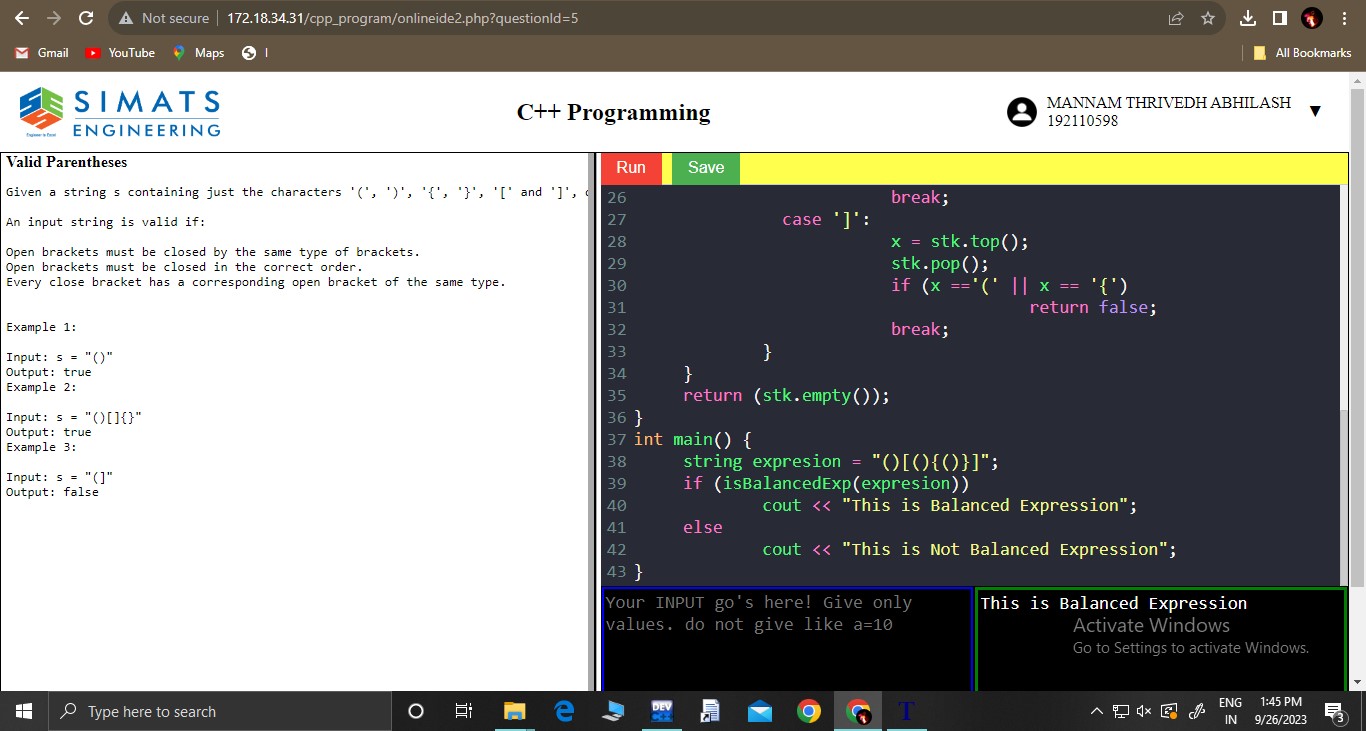 Not secure | 172.18.34.31/cpp_program/onlineide2.php?questionId=5
Gmail YouTube Maps I All Bookmarks
SIMATS
ENGINEERING
Engineer to Excel
C++ Programming
MANNAM THRIVEDH ABHILASH
192110598
Valid Parentheses
Given a string s containing just the characters '(', ')', '{', '}', '[' and ']',
An input string is valid if:
Open brackets must be closed by the same type of brackets.
Open brackets must be closed in the correct order.
Every close bracket has a corresponding open bracket of the same type.
Example 1:
Input: s = "()"
Output: true
Example 2:
Input: s = "()[]{}"
Output: true
Example 3:
Input: s = "(]"
Output: false
Run Save
26 break;
27 case ']':
28 x = stk.top();
29 stk.pop();
30 if (x =='(' || x == '{')
31 return false;
32 break;
33 }
34 }
35 return (stk.empty());
36 }
37 int main() {
38 string expresion = "()[(){()}]";
39 if (isBalancedExp(expresion))
40 cout << "This is Balanced Expression";
41 else
42 cout << "This is Not Balanced Expression";
43 }
Your INPUT go's here! Give only
values. do not give like a=10
This is Balanced Expression
Activate Windows
Go to Settings to activate Windows.
Type here to search
DEV
T
ENG
IN
1:45 PM
9/26/2023
3